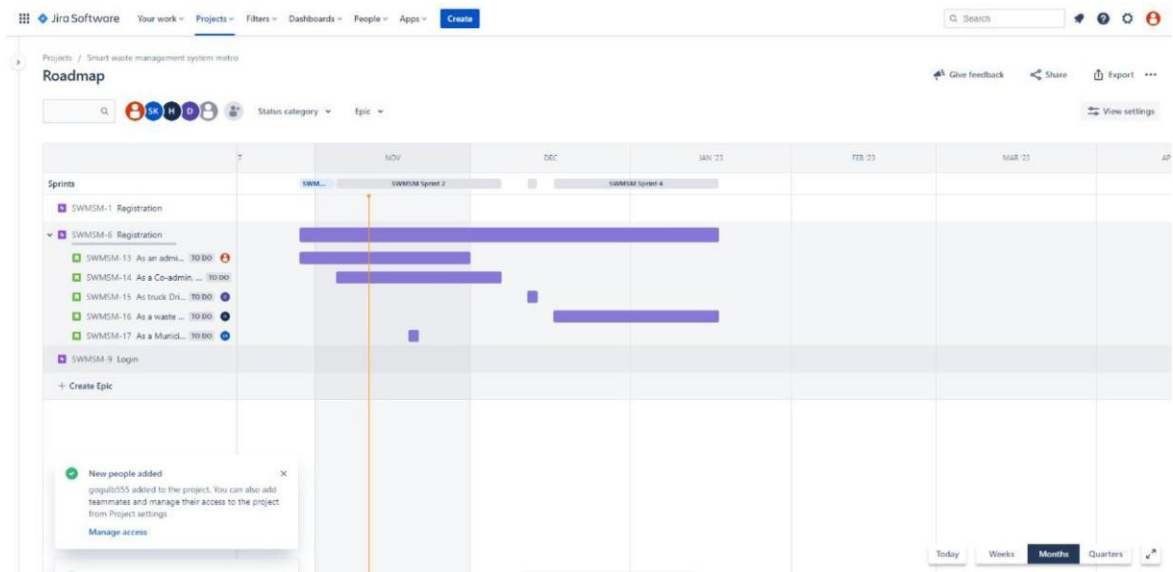 Jira Software Your work Projects Filters Dashboards People Apps Create Search
Projects / Smart waste management system metro
Roadmap
Give feedback Share Export
SK H D Status category Epic View settings
T NOV DEC JAN '23 FEB '23 MAR '23 AP
Sprints SWM... SWMSM Sprint 2 SWMSM Sprint 4
SWMSM-1 Registration
SWMSM-6 Registration
SWMSM-13 As an admi... TO DO
SWMSM-14 As a Co-admin, ... TO DO
SWMSM-15 As truck Dri... TO DO
SWMSM-16 As a waste ... TO DO
SWMSM-17 As a Munici... TO DO
SWMSM-9 Login
+ Create Epic
New people added
gogulb555 added to the project. You can also add
teammates and manage their access to the project
from Project settings
Manage access
Today Weeks Months Quarters